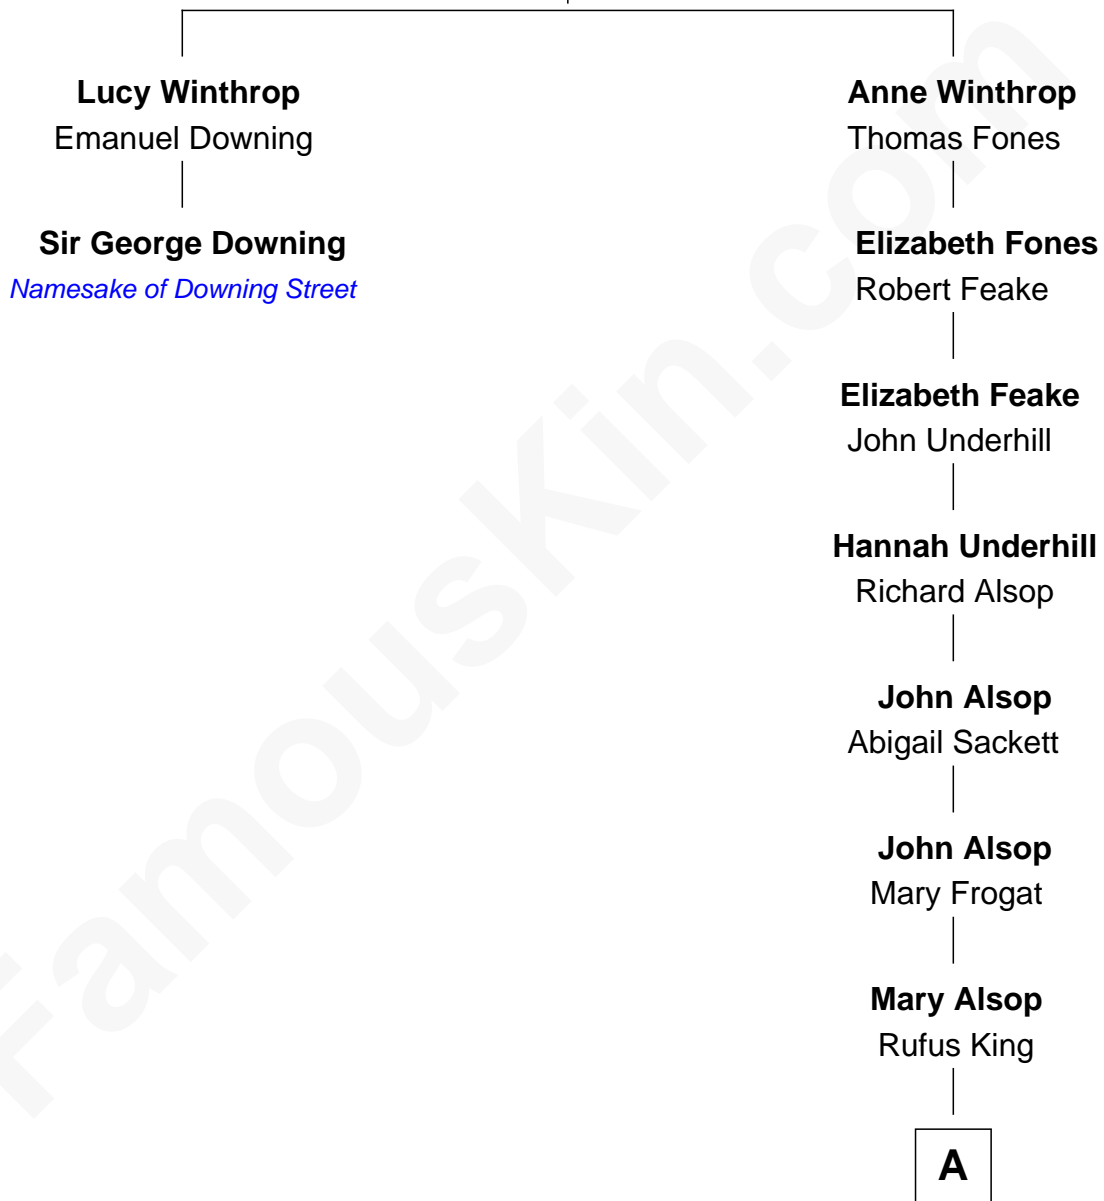 Lucy Winthrop
Emanuel Downing
Sir George Downing
Namesake of Downing Street
Anne Winthrop
Thomas Fones
Elizabeth Fones
Robert Feake
Elizabeth Feake
John Underhill
Hannah Underhill
Richard Alsop
John Alsop
Abigail Sackett
John Alsop
Mary Frogat
Mary Alsop
Rufus King
A
FamousKin.com